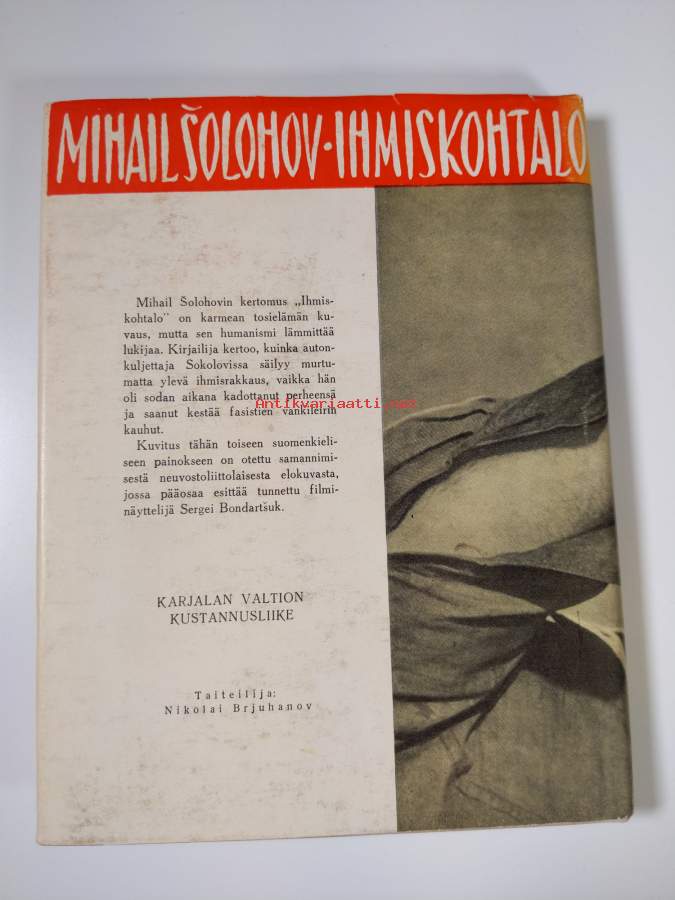 MIHAIL ŠOLOHOV · IHMISKOHTALO
Mihail Šolohovin kertomus „Ihmis-
kohtalo" on karmean tosielämän ku-
vaus, mutta sen humanismi lämmittää
lukijaa. Kirjailija kertoo, kuinka auton-
kuljettaja Sokolovissa säilyy murtu-
matta ylevä ihmisrakkaus, vaikka hän
oli sodan aikana kadottanut perheensä
ja saanut kestää fasistien vankileirin
kauhut.
Kuvitus tähän toiseen suomenkieli-
seen painokseen on otettu samannimi-
sestä neuvostoliittolaisesta elokuvasta,
jossa pääosaa esittää tunnettu filmi-
näyttelijä Sergei Bondartšuk.
KARJALAN VALTION
KUSTANNUSLIIKE
Taiteilija:
Nikolai Brjuhanov
Antikvariaatti.net